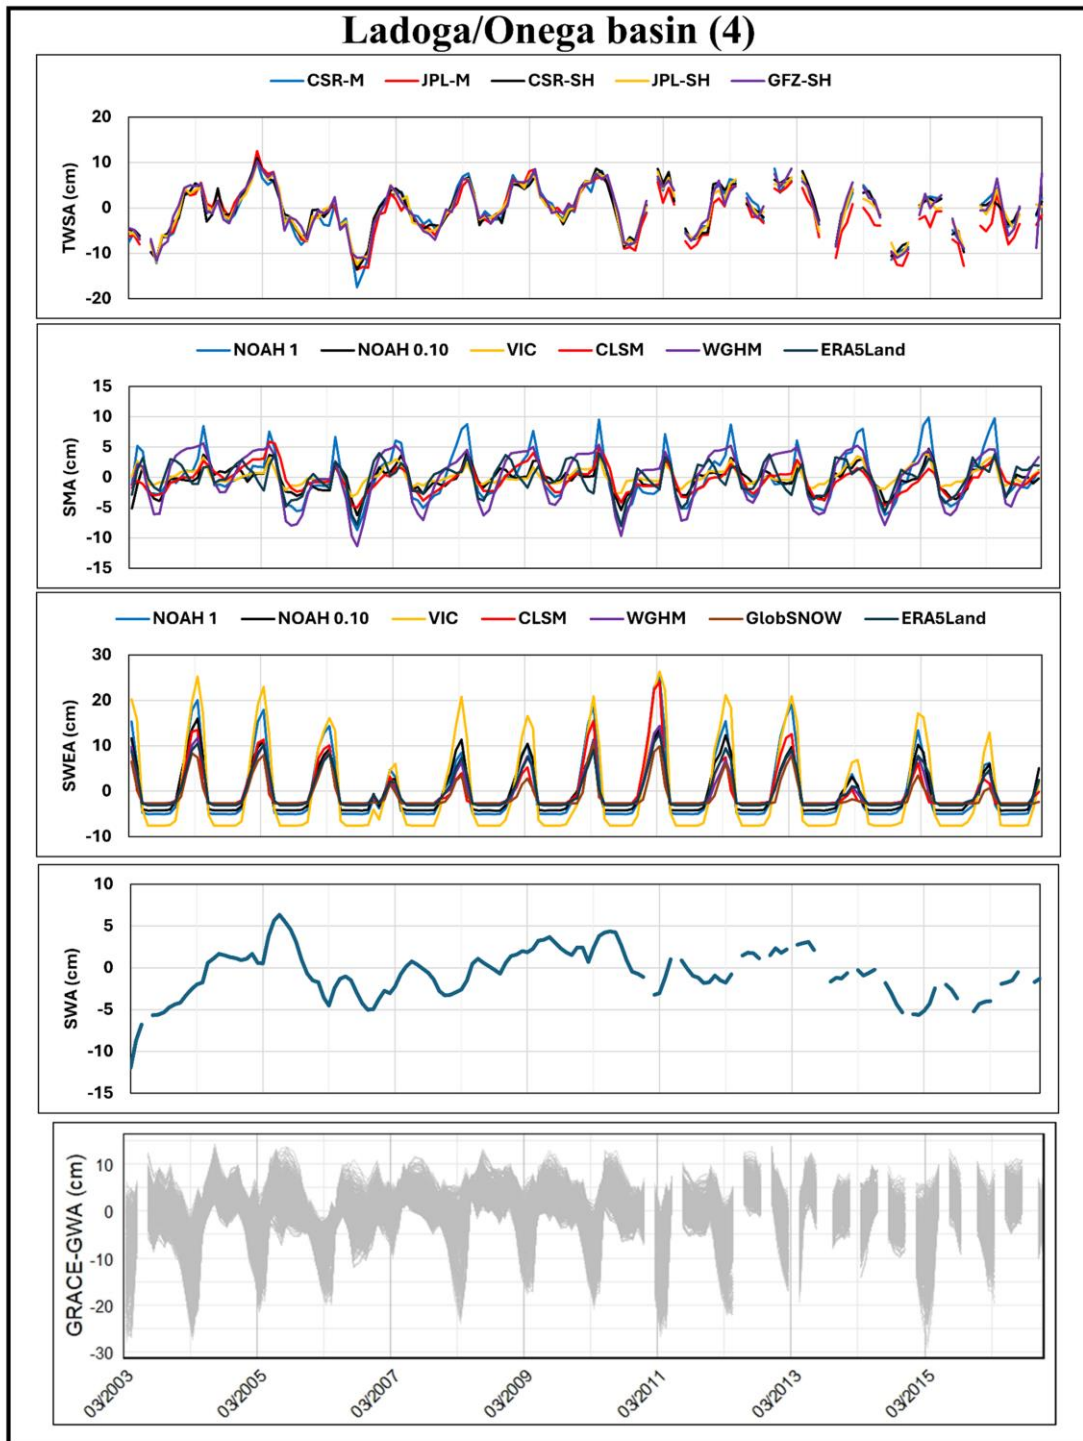 Ladoga/Onega basin (4)
CSR-M JPL-M CSR-SH JPL-SH GFZ-SH
20
10
0
-10
-20
TWSA (cm)
NOAH 1 NOAH 0.10 VIC CLSM WGHM ERA5Land
15
10
5
0
-5
-10
-15
SMA (cm)
NOAH 1 NOAH 0.10 VIC CLSM WGHM GlobSNOW ERA5Land
30
20
10
0
-10
SWEA (cm)
10
5
0
-5
-10
-15
SWA (cm)
10
0
-10
-20
-30
GRACE-GWA (cm)
03/2003 03/2005 03/2007 03/2009 03/2011 03/2013 03/2015